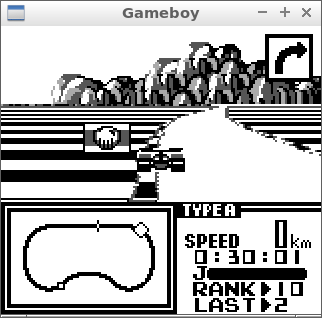 Gameboy
TYPE A
SPEED 0km
0:30:01
J
RANK▶10
LAST▶2